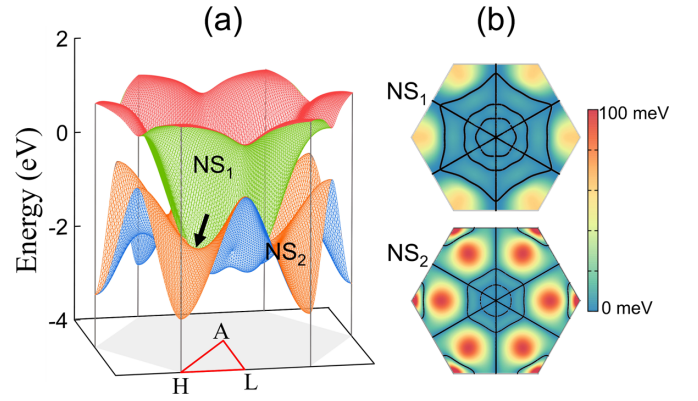 (a)
(b)
2
0
-2
-4
Energy (eV)
NS₁
NS₂
A
H
L
NS₁
100 meV
NS₂
0 meV